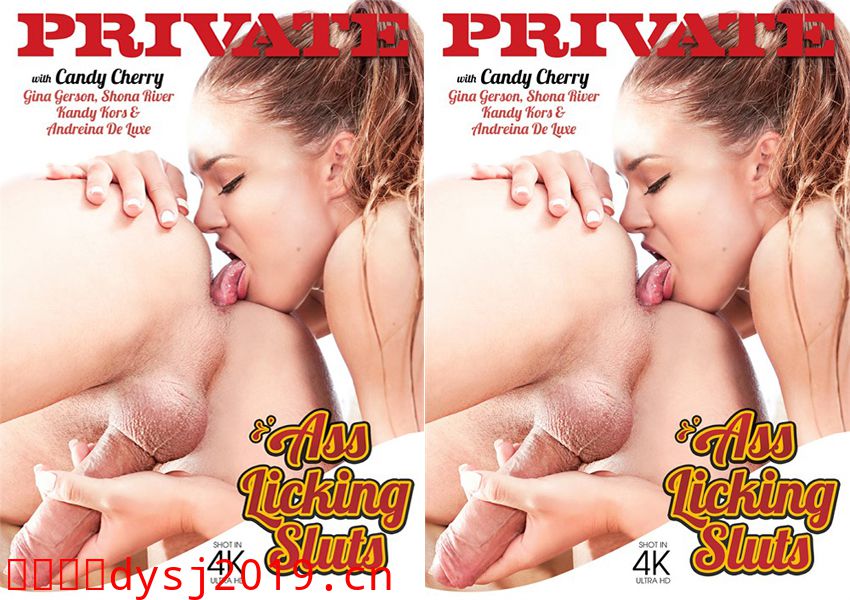 PRIVATE
with Candy Cherry
Gina Gerson, Shona River
Kandy Kors &
Andreina De Luxe
Ass
Licking
Sluts
SHOT IN
4K
ULTRA HD
dysj2019.cn
PRIVATE
with Candy Cherry
Gina Gerson, Shona River
Kandy Kors &
Andreina De Luxe
Ass
Licking
Sluts
SHOT IN
4K
ULTRA HD